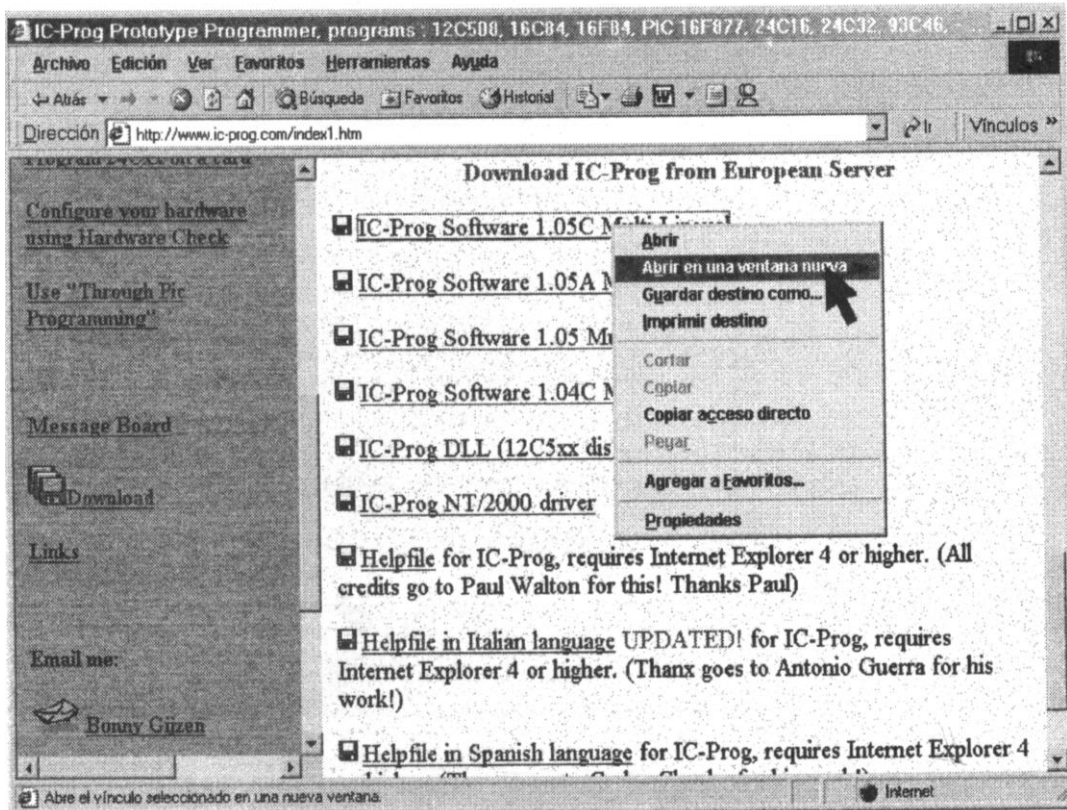 IC-Prog Prototype Programmer, programs : 12C508, 16C84, 16F84, PIC 16F877, 24C16, 24C32, 93C46,
Archivo Edición Ver Favoritos Herramientas Ayuda
Atrás Búsqueda Favoritos Historial
Dirección http://www.ic-prog.com/index1.htm Ir Vínculos »
Program 24Cxx on a card
Configure your hardware
using Hardware Check
Use "Through Pic
Programming"
Message Board
Download
Links
Email me:
Bonny Gijzen
Download IC-Prog from European Server
IC-Prog Software 1.05C Multi-Lingual
IC-Prog Software 1.05A M
IC-Prog Software 1.05 Mu
IC-Prog Software 1.04C M
IC-Prog DLL (12C5xx dis
IC-Prog NT/2000 driver
Helpfile for IC-Prog, requires Internet Explorer 4 or higher. (All
credits go to Paul Walton for this! Thanks Paul)
Helpfile in Italian language UPDATED! for IC-Prog, requires
Internet Explorer 4 or higher. (Thanx goes to Antonio Guerra for his
work!)
Helpfile in Spanish language for IC-Prog, requires Internet Explorer 4
Abrir
Abrir en una ventana nueva
Guardar destino como...
Imprimir destino
Cortar
Copiar
Copiar acceso directo
Pegar
Agregar a Favoritos...
Propiedades
Abre el vínculo seleccionado en una nueva ventana.
Internet